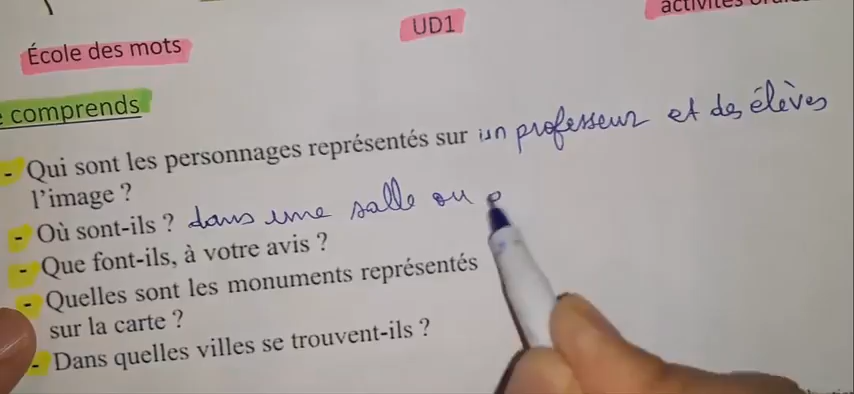 activités
École des mots
UD1
comprends
- Qui sont les personnages représentés sur un professeur et des élèves
l'image ?
- Où sont-ils ? dans une salle ou
- Que font-ils, à votre avis ?
- Quelles sont les monuments représentés
sur la carte ?
- Dans quelles villes se trouvent-ils ?